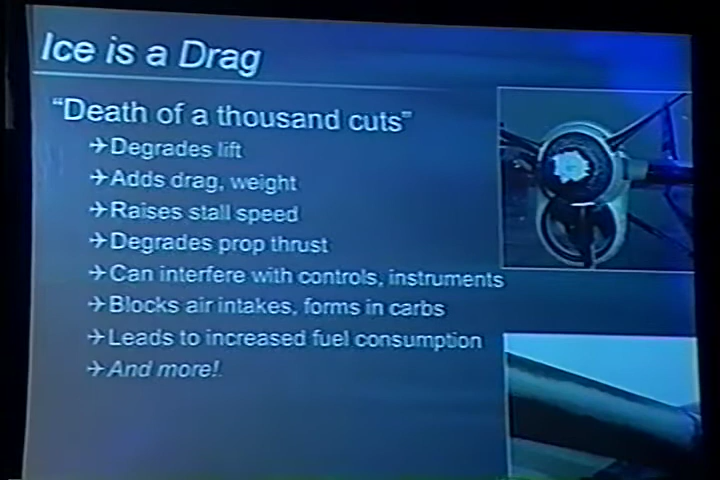 Ice is a Drag
“Death of a thousand cuts”
✈Degrades lift
✈Adds drag, weight
✈Raises stall speed
✈Degrades prop thrust
✈Can interfere with controls, instruments
✈Blocks air intakes, forms in carbs
✈Leads to increased fuel consumption
✈And more!